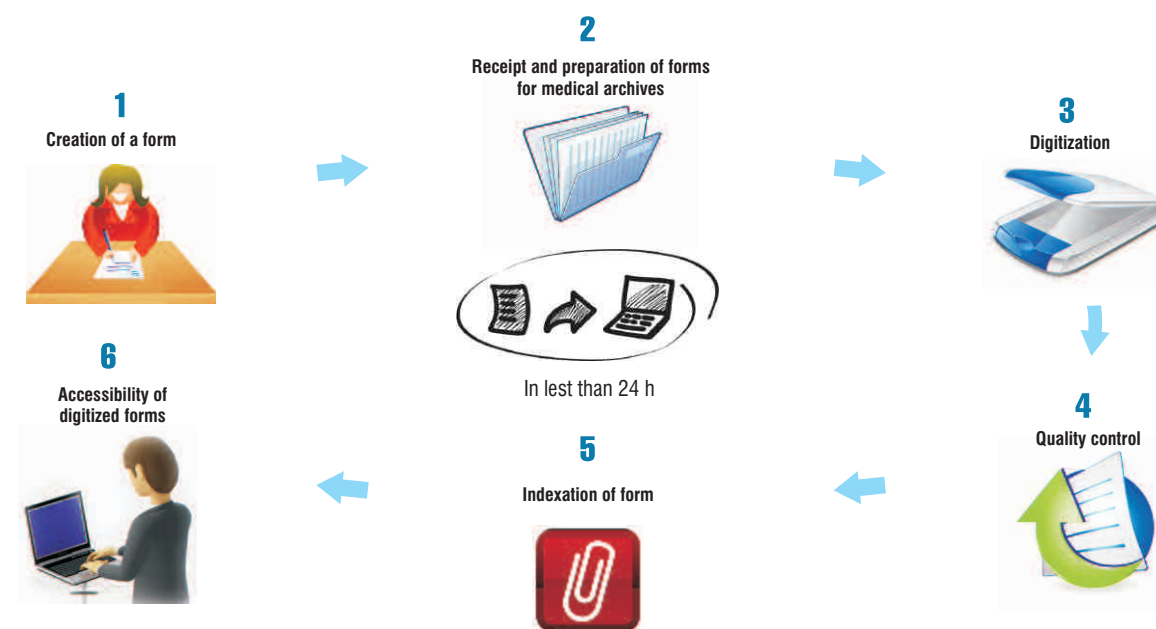 1
Creation of a form
2
Receipt and preparation of forms
for medical archives
3
Digitization
In lest than 24 h
4
Quality control
5
Indexation of form
6
Accessibility of
digitized forms